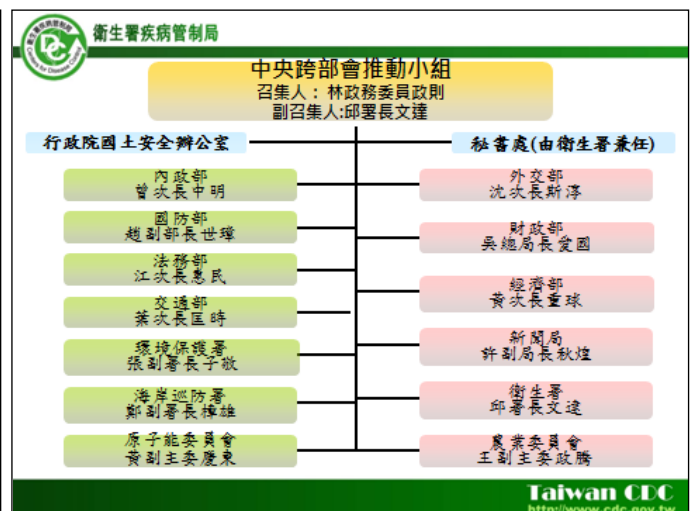 衛生署疾病管制局
中央跨部會推動小組
召集人：林政務委員政則
副召集人:邱署長文達
行政院國土安全辦公室
秘書處(由衛生署兼任)
內政部
曾次長中明
國防部
趙副部長世璋
法務部
江次長惠民
交通部
葉次長匡時
環境保護署
張副署長子敬
海岸巡防署
鄭副署長樟雄
原子能委員會
黃副主委慶東
外交部
沈次長斯淳
財政部
吳總局長愛國
經濟部
黃次長重球
新聞局
許副局長秋煌
衛生署
邱署長文達
農業委員會
王副主委政騰
Taiwan CDC
http://www.cdc.gov.tw